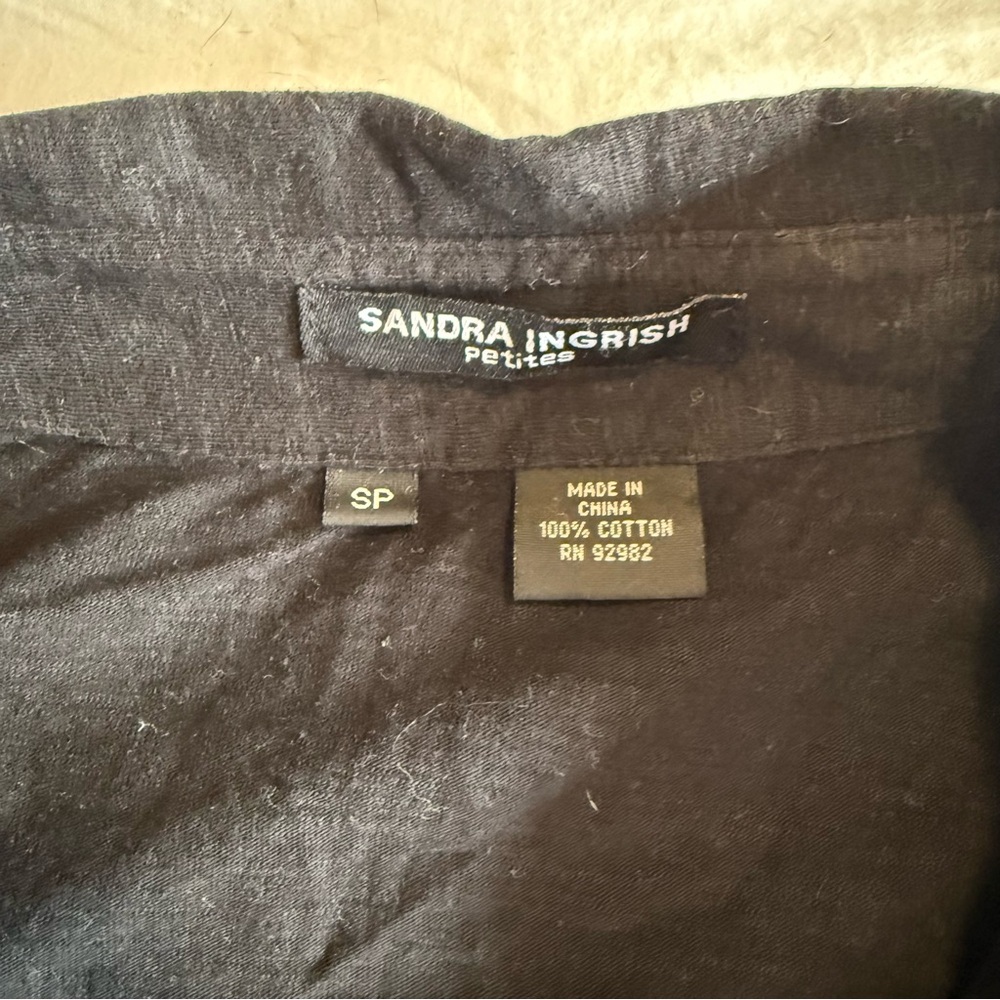 SANDRA INGRISH
Petites
SP
MADE IN
CHINA
100% COTTON
RN 92982